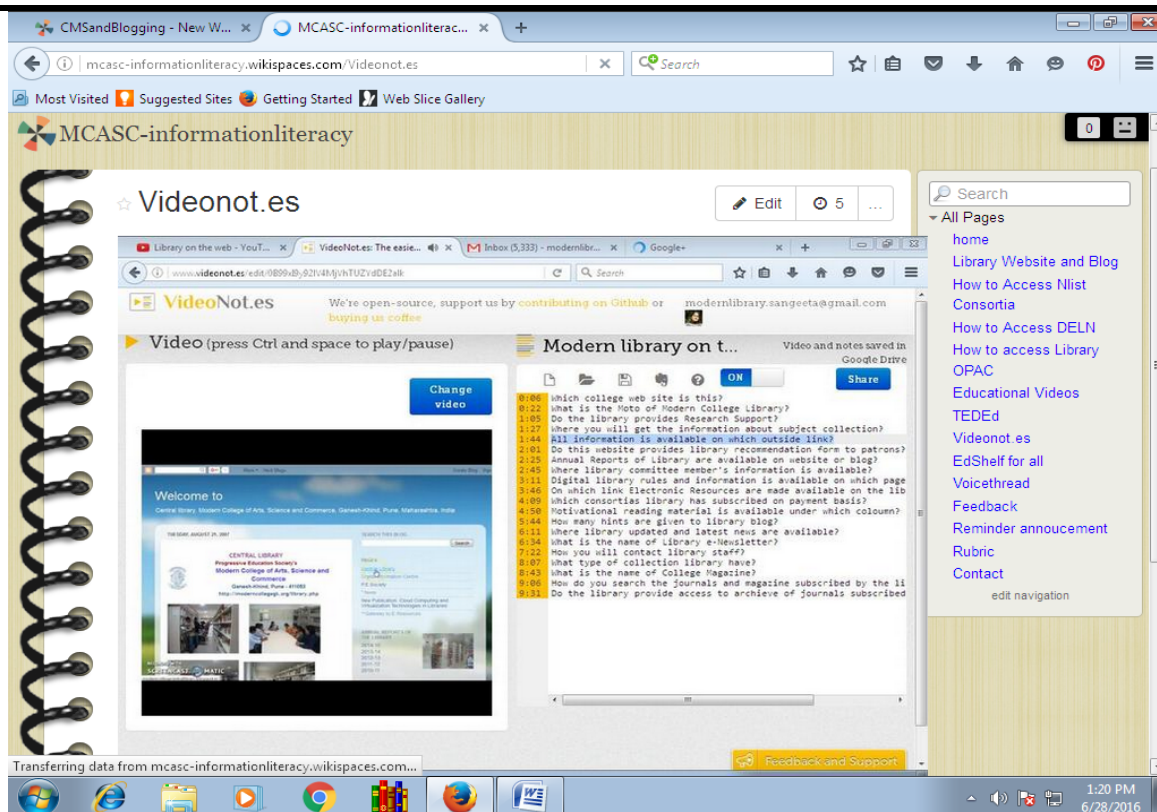 CMSandBlogging - New W...
MCASC-informationliterac...
mcasc-informationliteracy.wikispaces.com/Videonot.es
Search
Most Visited
Suggested Sites
Getting Started
Web Slice Gallery
MCASC-informationliteracy
0
Videonot.es
Edit
5
...
Library on the web - YouT...
VideoNot.es: The easie...
Inbox (5,333) - modernlibr...
Google+
Search
VideoNot.es
We're open-source, support us by contributing on Github or
buying us coffee
modernlibrary.sangeeta@gmail.com
Video (press Ctrl and space to play/pause)
Change
video
Modern library on t...
Video and notes saved in
Google Drive
ON
Share
0:06 Which college web site is this?
0:22 What is the Moto of Modern College Library?
1:05 Do the library provides Research Support?
1:27 Where you will get the information about subject collection?
1:44 All information is available on which outside link?
2:01 Do this website provides library recommendation form to patrons?
2:25 Annual Reports of Library are available on website or blog?
2:45 Where library committee member's information is available?
3:11 Digital library rules and information is available on which page
3:46 On which link Electronic Resources are made available on the lib
4:09 Which consortias library has subscribed on payment basis?
4:50 Motivational reading material is available under which coloumn?
5:44 How many hints are given to library blog?
6:11 Where library updated and latest news are available?
6:34 What is the name of Library e-Newsletter?
7:22 How you will contact library staff?
8:07 What type of collection library have?
8:43 What is the name of College Magazine?
9:06 How do you search the journals and magazine subscribed by the li
9:31 Do the library provide access to archieve of journals subscribed
Welcome to
Central library, Modern College of Arts, Science and Commerce, Ganesh-Khind, Pune, Maharashtra, India
CENTRAL LIBRARY
Progressive Education Society's
Modern College of Arts, Science and
Commerce
Ganesh-Khind, Pune - 411053
Feedback and Support
Search
All Pages
home
Library Website and Blog
How to Access Nlist
Consortia
How to Access DELN
How to access Library
OPAC
Educational Videos
TEDEd
Videonot.es
EdShelf for all
Voicethread
Feedback
Reminder annoucement
Rubric
Contact
edit navigation
Transferring data from mcasc-informationliteracy.wikispaces.com...
1:20 PM
6/28/2016